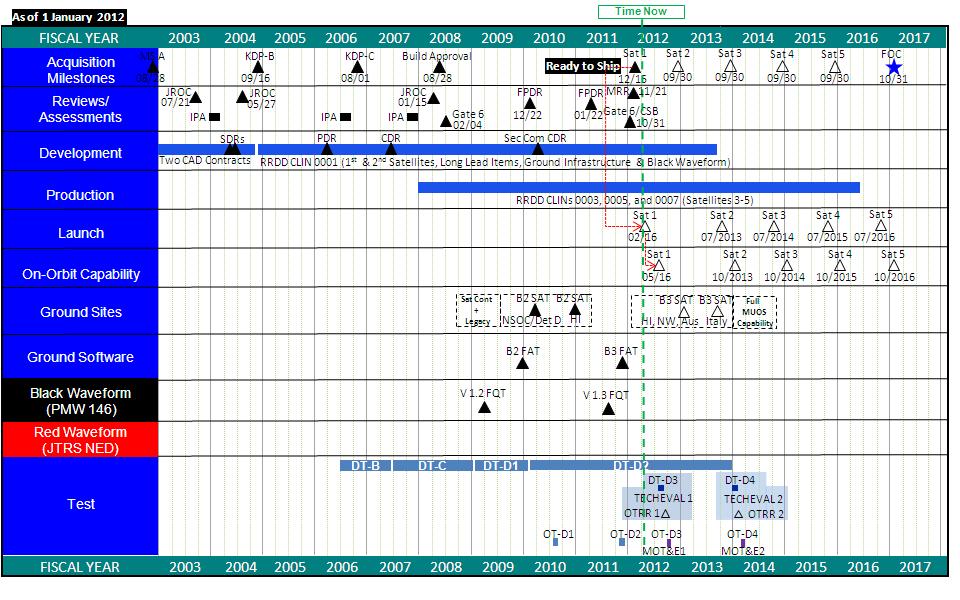 As of 1 January 2012
Time Now
FISCAL YEAR 2003 2004 2005 2006 2007 2008 2009 2010 2011 2012 2013 2014 2015 2016 2017
Acquisition
Milestones
MS-A KDP-B KDP-C Build Approval Sat 1 Sat 2 Sat 3 Sat 4 Sat 5 FOC
Ready to Ship
08/28 09/16 08/01 08/28 12/16 09/30 09/30 09/30 09/30 10/31
Reviews/
Assessments
JROC JROC JROC FPDR FPDR MRR 11/21
07/21 05/27 01/15 12/22 01/22 Gate 6/CSB
IPA IPA IPA Gate 6 10/31
02/04
Development
SDRs PDR CDR Sec Com CDR
Two CAD Contracts RRDD CLIN 0001 (1st & 2nd Satellites, Long Lead Items, Ground Infrastructure & Black Waveform)
Production
RRDD CLINs 0003, 0005, and 0007 (Satellites 3-5)
Launch
Sat 1 Sat 2 Sat 3 Sat 4 Sat 5
02/16 07/2013 07/2014 07/2015 07/2016
On-Orbit Capability
Sat 1 Sat 2 Sat 3 Sat 4 Sat 5
05/16 10/2013 10/2014 10/2015 10/2016
Ground Sites
Sat Cont
+
Legacy
B2 SAT B2 SAT
NSOC/Det D HI
B3 SAT B3 SAT
HI, NW, Aus Italy
Full
MUOS
Capability
Ground Software
B2 FAT B3 FAT
Black Waveform
(PMW 146)
V 1.2 FQT V 1.3 FQT
Red Waveform
(JTRS NED)
Test
DT-B DT-C DT-D1 DT-D2
DT-D3 DT-D4
TECHEVAL 1 TECHEVAL 2
OTRR 1 OTRR 2
OT-D1 OT-D2 OT-D3 OT-D4
MOT&E1 MOT&E2
FISCAL YEAR 2003 2004 2005 2006 2007 2008 2009 2010 2011 2012 2013 2014 2015 2016 2017